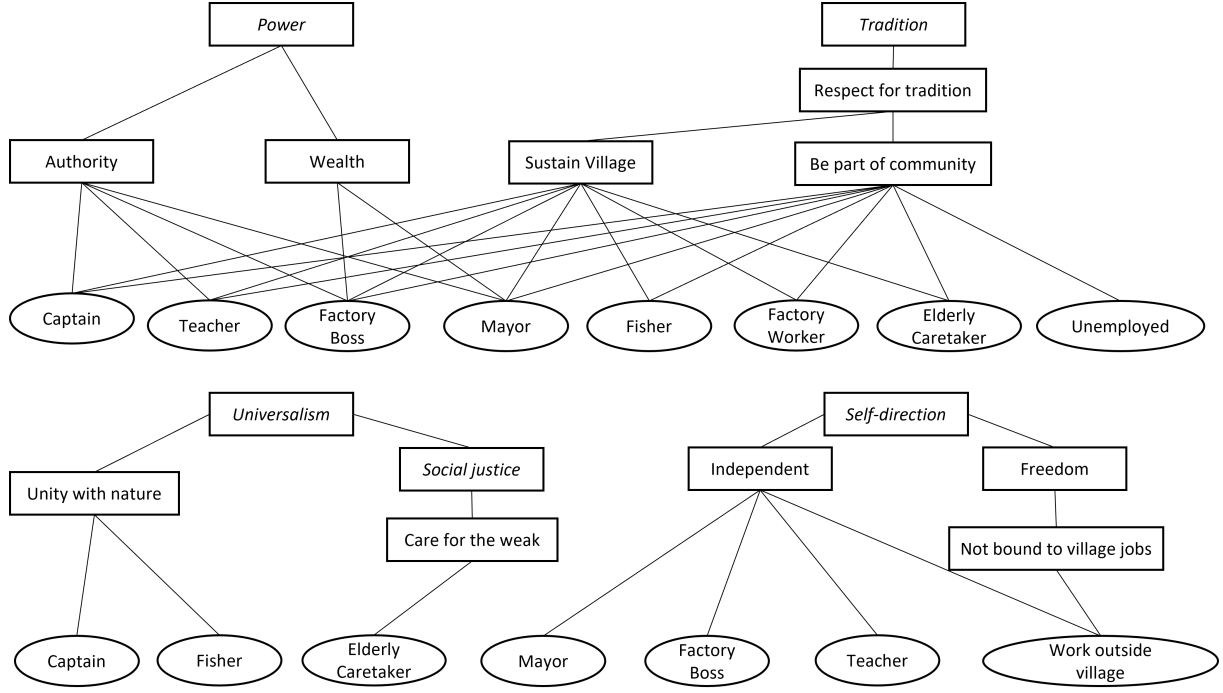 Power
Tradition
Respect for tradition
Authority
Wealth
Sustain Village
Be part of community
Captain
Teacher
Factory
Boss
Mayor
Fisher
Factory
Worker
Elderly
Caretaker
Unemployed
Universalism
Self-direction
Unity with nature
Social justice
Independent
Freedom
Care for the weak
Not bound to village jobs
Captain
Fisher
Elderly
Caretaker
Mayor
Factory
Boss
Teacher
Work outside
village